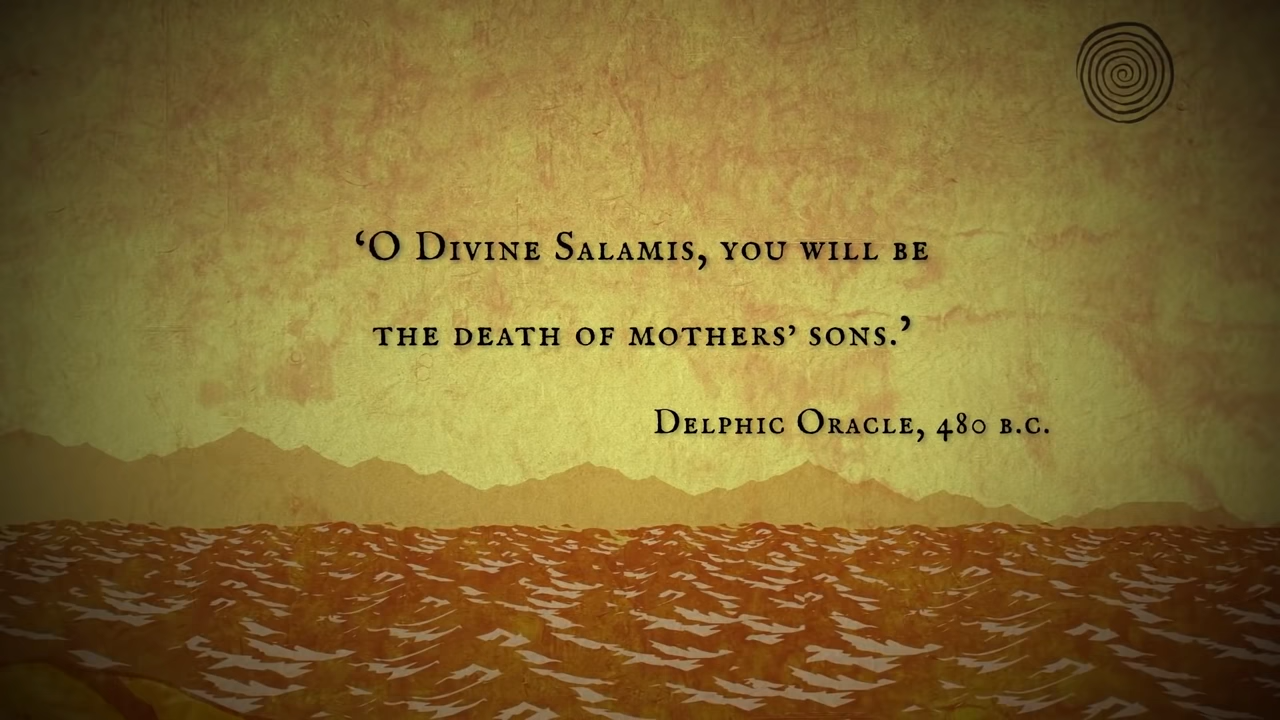 ‘O Divine Salamis, you will be
the death of mothers’ sons.’
Delphic Oracle, 480 b.c.